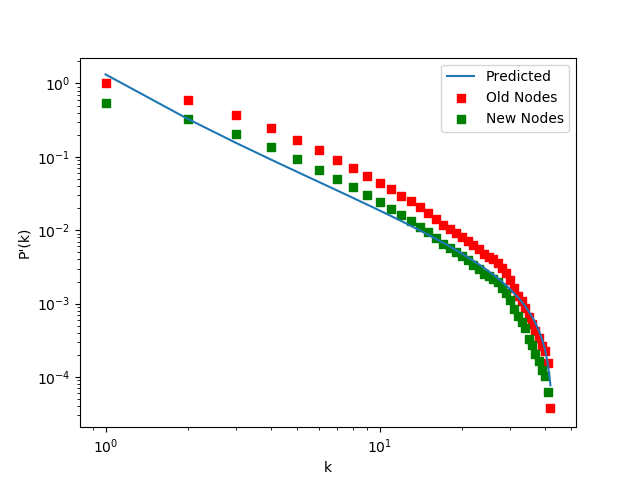 Predicted
Old Nodes
New Nodes
10⁰
10⁻¹
10⁻²
10⁻³
10⁻⁴
P'(k)
10⁰
10¹
k